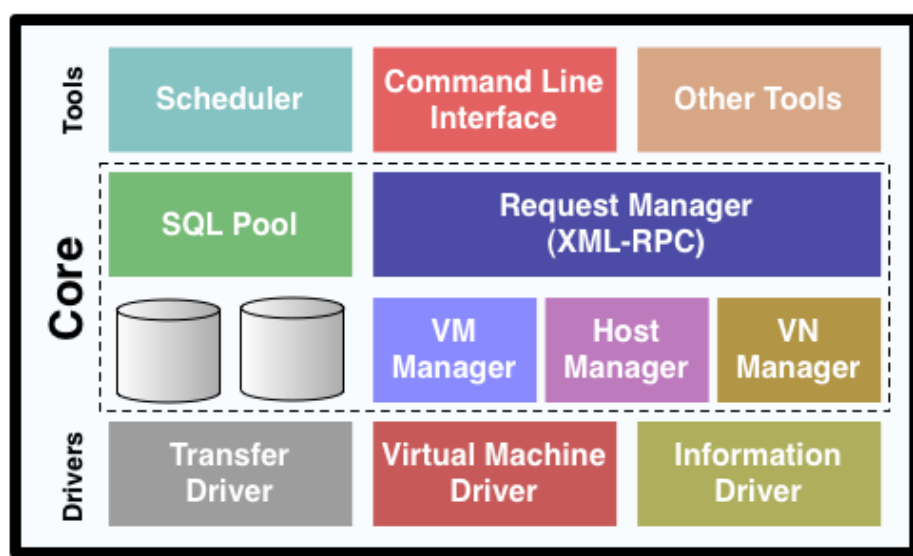 Tools
Scheduler
Command Line
Interface
Other Tools
Core
SQL Pool
Request Manager
(XML-RPC)
VM
Manager
Host
Manager
VN
Manager
Drivers
Transfer
Driver
Virtual Machine
Driver
Information
Driver